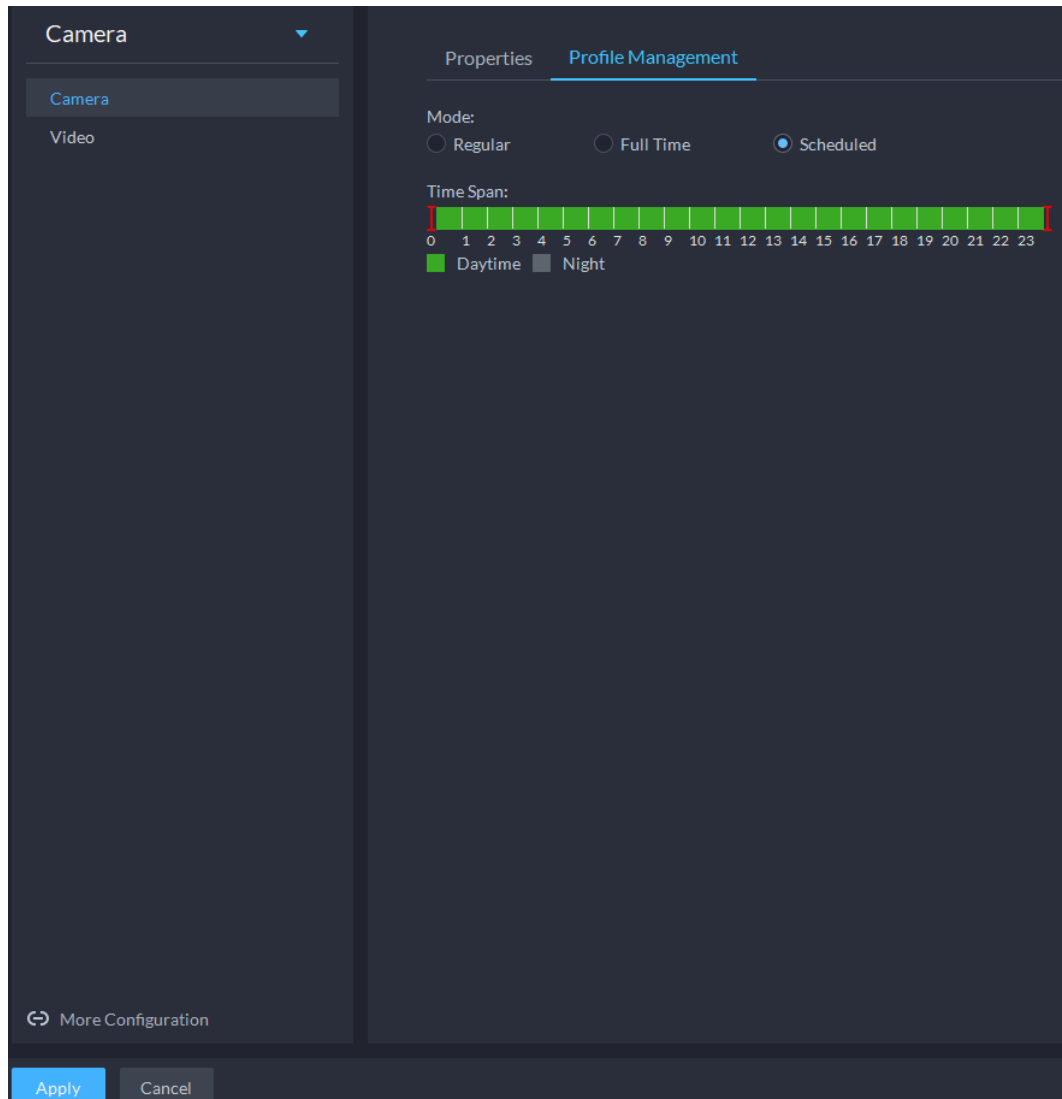 Camera
Camera
Video
More Configuration
Properties Profile Management
Mode:
Regular Full Time Scheduled
Time Span:
0 1 2 3 4 5 6 7 8 9 10 11 12 13 14 15 16 17 18 19 20 21 22 23
Daytime Night
Apply Cancel